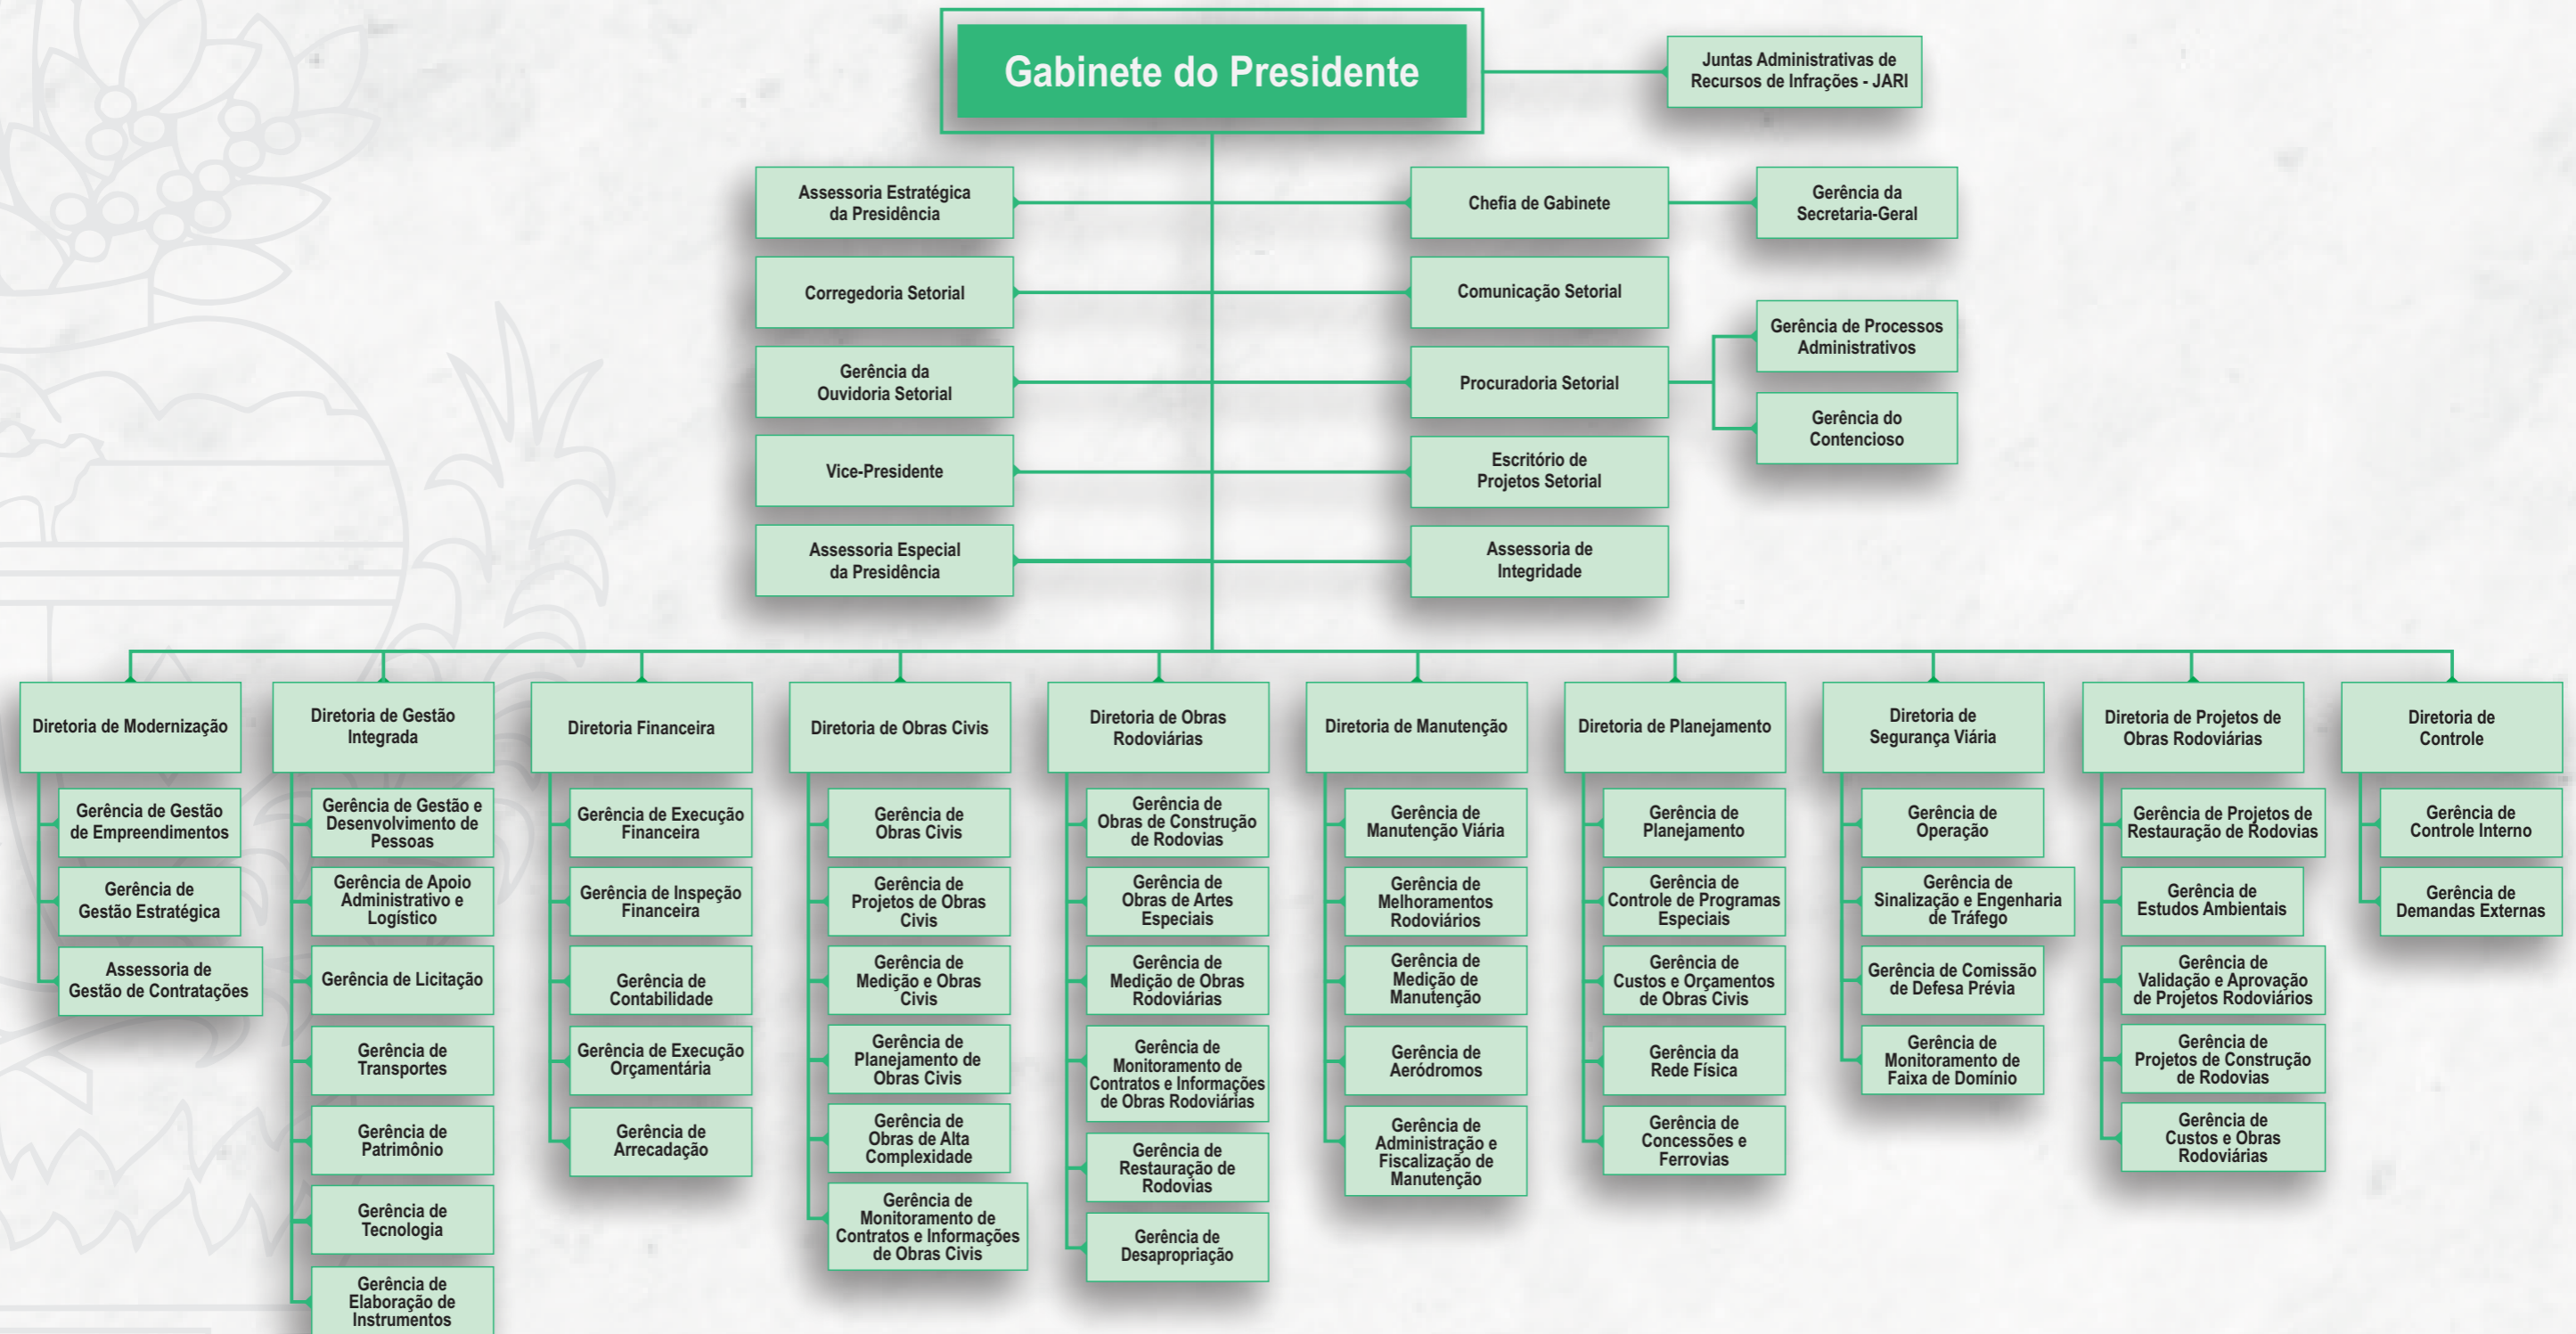 Gabinete do Presidente
Juntas Administrativas de
Recursos de Infrações - JARI
Assessoria Estratégica
da Presidência
Chefia de Gabinete
Gerência da
Secretaria-Geral
Corregedoria Setorial
Comunicação Setorial
Gerência de Processos
Administrativos
Gerência da
Ouvidoria Setorial
Procuradoria Setorial
Gerência do
Contencioso
Vice-Presidente
Escritório de
Projetos Setorial
Assessoria Especial
da Presidência
Assessoria de
Integridade
Diretoria de Modernização
Gerência de Gestão
de Empreendimentos
Gerência de
Gestão Estratégica
Assessoria de
Gestão de Contratações
Diretoria de Gestão
Integrada
Gerência de Gestão e
Desenvolvimento de
Pessoas
Gerência de Apoio
Administrativo e
Logístico
Gerência de Licitação
Gerência de
Transportes
Gerência de
Patrimônio
Gerência de
Tecnologia
Gerência de
Elaboração de
Instrumentos
Diretoria Financeira
Gerência de Execução
Financeira
Gerência de Inspeção
Financeira
Gerência de
Contabilidade
Gerência de Execução
Orçamentária
Gerência de
Arrecadação
Diretoria de Obras Civis
Gerência de
Obras Civis
Gerência de
Projetos de Obras
Civis
Gerência de
Medição e Obras
Civis
Gerência de
Planejamento de
Obras Civis
Gerência de
Obras de Alta
Complexidade
Gerência de
Monitoramento de
Contratos e Informações
de Obras Civis
Diretoria de Obras
Rodoviárias
Gerência de
Obras de Construção
de Rodovias
Gerência de
Obras de Artes
Especiais
Gerência de
Medição de Obras
Rodoviárias
Gerência de
Monitoramento de
Contratos e Informações
de Obras Rodoviárias
Gerência de
Restauração de
Rodovias
Gerência de
Desapropriação
Diretoria de Manutenção
Gerência de
Manutenção Viária
Gerência de
Melhoramentos
Rodoviários
Gerência de
Medição de
Manutenção
Gerência de
Aeródromos
Gerência de
Administração e
Fiscalização de
Manutenção
Diretoria de Planejamento
Gerência de
Planejamento
Gerência de
Controle de Programas
Especiais
Gerência de
Custos e Orçamentos
de Obras Civis
Gerência da
Rede Física
Gerência de
Concessões e
Ferrovias
Diretoria de
Segurança Viária
Gerência de
Operação
Gerência de
Sinalização e Engenharia
de Tráfego
Gerência de Comissão
de Defesa Prévia
Gerência de
Monitoramento de
Faixa de Domínio
Diretoria de Projetos de
Obras Rodoviárias
Gerência de Projetos de
Restauração de Rodovias
Gerência de
Estudos Ambientais
Gerência de
Validação e Aprovação
de Projetos Rodoviários
Gerência de
Projetos de Construção
de Rodovias
Gerência de
Custos e Obras
Rodoviárias
Diretoria de
Controle
Gerência de
Controle Interno
Gerência de
Demandas Externas